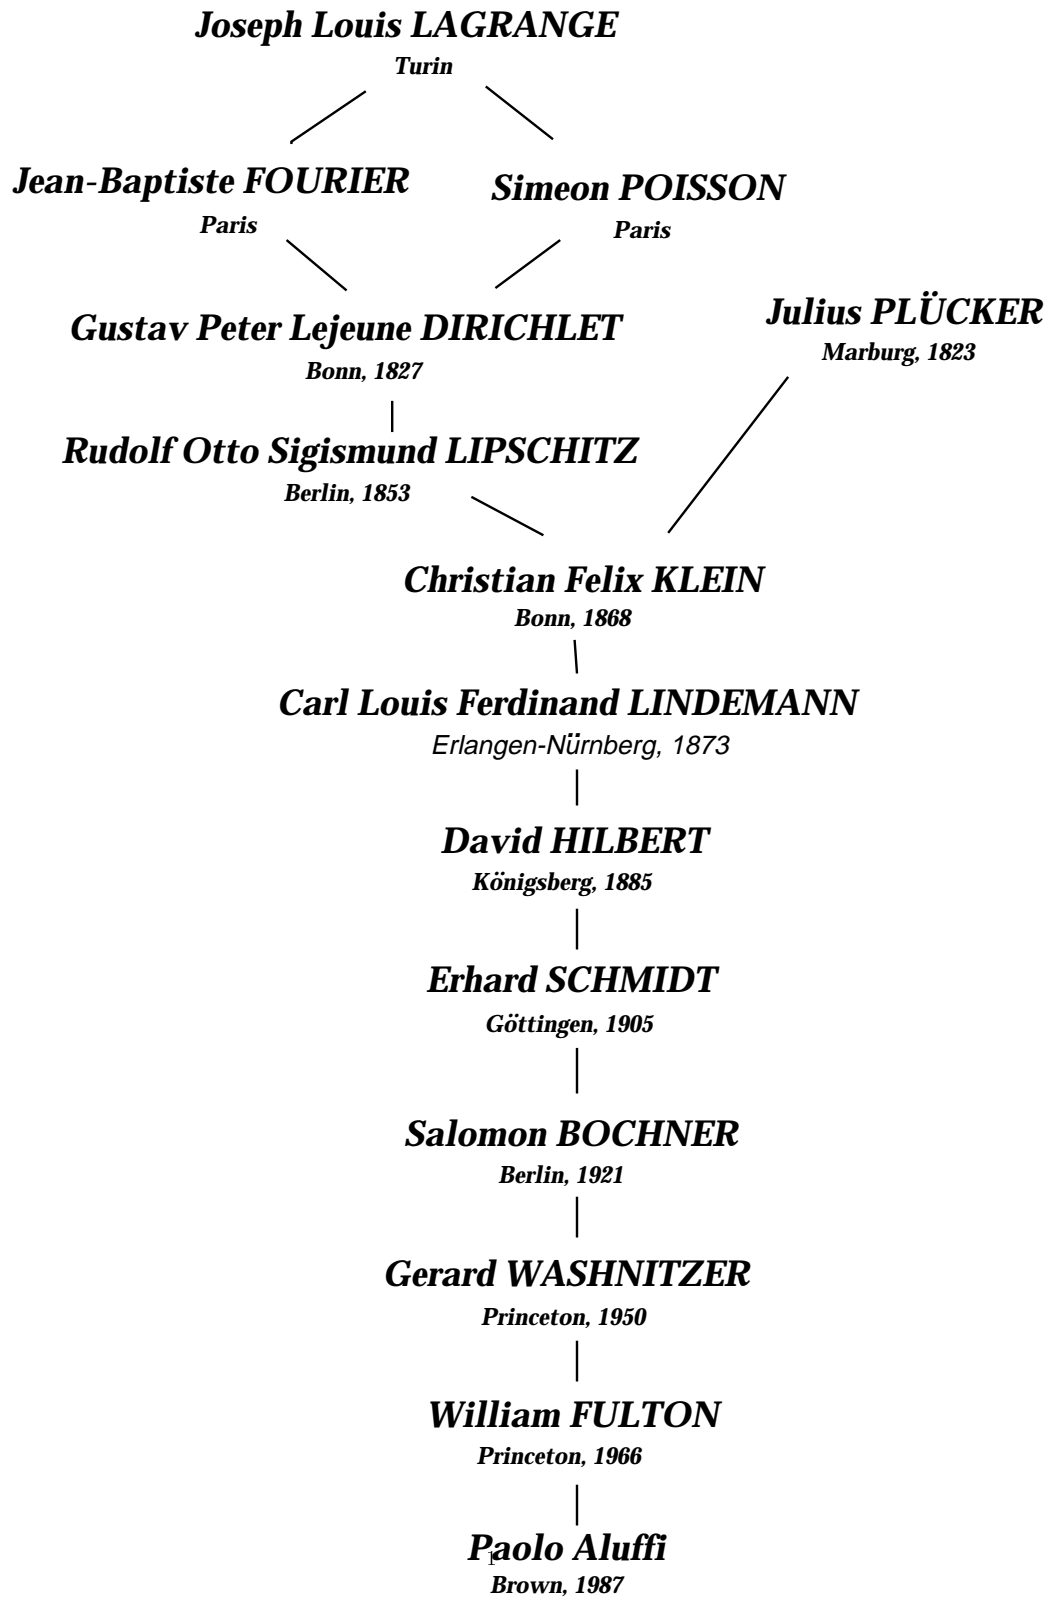 Joseph Louis LAGRANGE
Turin
Jean-Baptiste FOURIER
Paris
Simeon POISSON
Paris
Gustav Peter Lejeune DIRICHLET
Bonn, 1827
Julius PLÜCKER
Marburg, 1823
Rudolf Otto Sigismund LIPSCHITZ
Berlin, 1853
Christian Felix KLEIN
Bonn, 1868
Carl Louis Ferdinand LINDEMANN
Erlangen-Nürnberg, 1873
David HILBERT
Königsberg, 1885
Erhard SCHMIDT
Göttingen, 1905
Salomon BOCHNER
Berlin, 1921
Gerard WASHNITZER
Princeton, 1950
William FULTON
Princeton, 1966
Paolo Aluffi
1
Brown, 1987